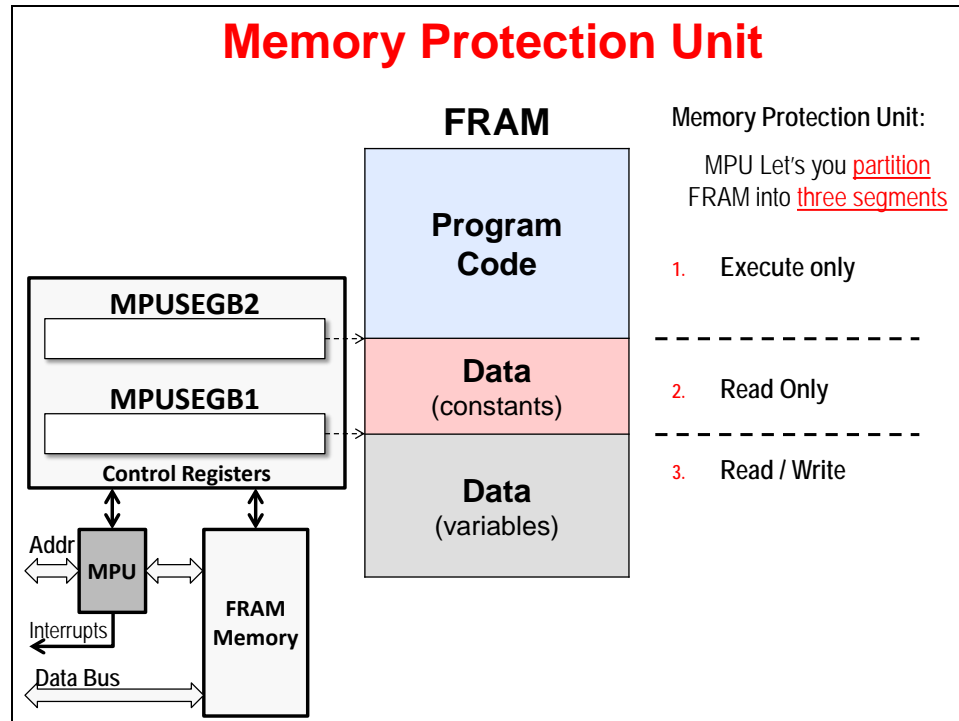 Memory Protection Unit
FRAM
Program
Code
Data
(constants)
Data
(variables)
Memory Protection Unit:
MPU Let's you partition
FRAM into three segments
1. Execute only
2. Read Only
3. Read / Write
MPUSEGB2
MPUSEGB1
Control Registers
Addr
MPU
Interrupts
FRAM
Memory
Data Bus